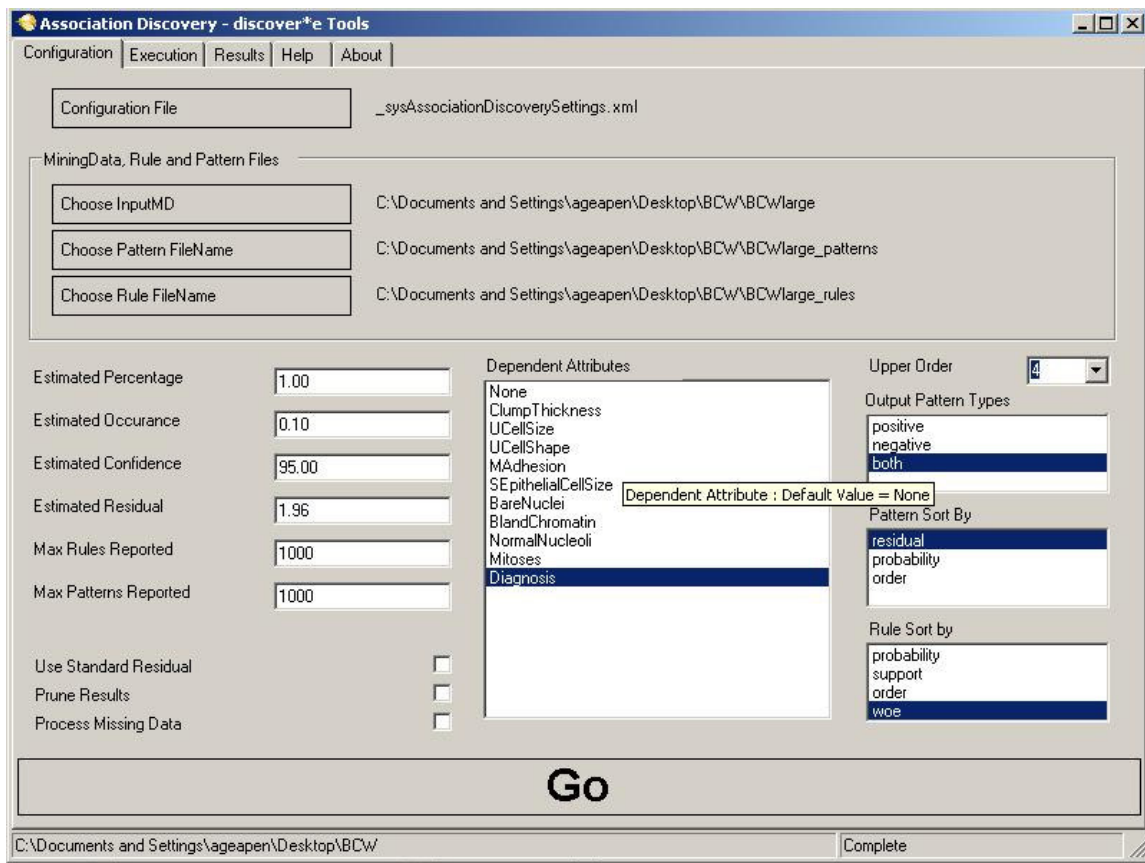 Association Discovery - discover*e Tools
Configuration Execution Results Help About
Configuration File _sysAssociationDiscoverySettings.xml
MiningData, Rule and Pattern Files
Choose InputMD C:\Documents and Settings\ageapen\Desktop\BCW\BCWlarge
Choose Pattern FileName C:\Documents and Settings\ageapen\Desktop\BCW\BCWlarge_patterns
Choose Rule FileName C:\Documents and Settings\ageapen\Desktop\BCW\BCWlarge_rules
Estimated Percentage 1.00
Estimated Occurance 0.10
Estimated Confidence 95.00
Estimated Residual 1.96
Max Rules Reported 1000
Max Patterns Reported 1000
Use Standard Residual
Prune Results
Process Missing Data
Dependent Attributes
None
ClumpThickness
UCellSize
UCellShape
MAdhesion
SEpithelialCellSize
BareNuclei
BlandChromatin
NormalNucleoli
Mitoses
Diagnosis
Dependent Attribute : Default Value = None
Upper Order 4
Output Pattern Types
positive
negative
both
Pattern Sort By
residual
probability
order
Rule Sort by
probability
support
order
woe
Go
C:\Documents and Settings\ageapen\Desktop\BCW Complete